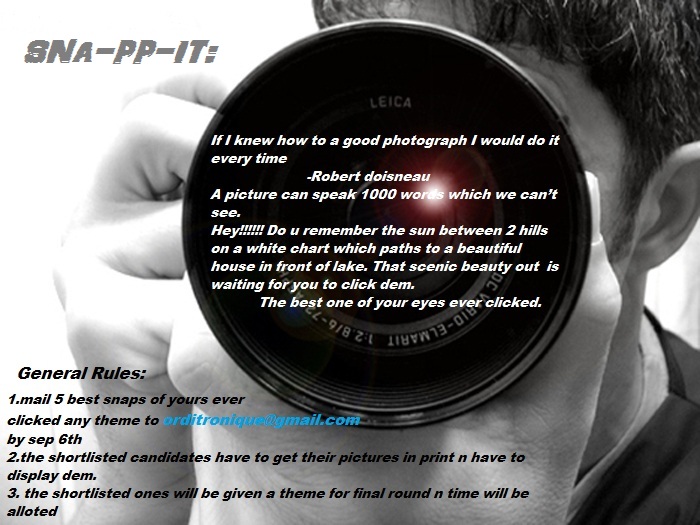 SNA-PP-IT:
LEICA
If I knew how to a good photograph I would do it
every time
-Robert doisneau
A picture can speak 1000 words which we can't
see.
Hey!!!!!! Do u remember the sun between 2 hills
on a white chart which paths to a beautiful
house in front of lake. That scenic beauty out is
waiting for you to click dem.
The best one of your eyes ever clicked.
VARIO-ELMARIT 1:2.8/6-72
General Rules:
1.mail 5 best snaps of yours ever
clicked any theme to orditronique@gmail.com
by sep 6th
2.the shortlisted candidates have to get their pictures in print n have to
display dem.
3. the shortlisted ones will be given a theme for final round n time will be
alloted